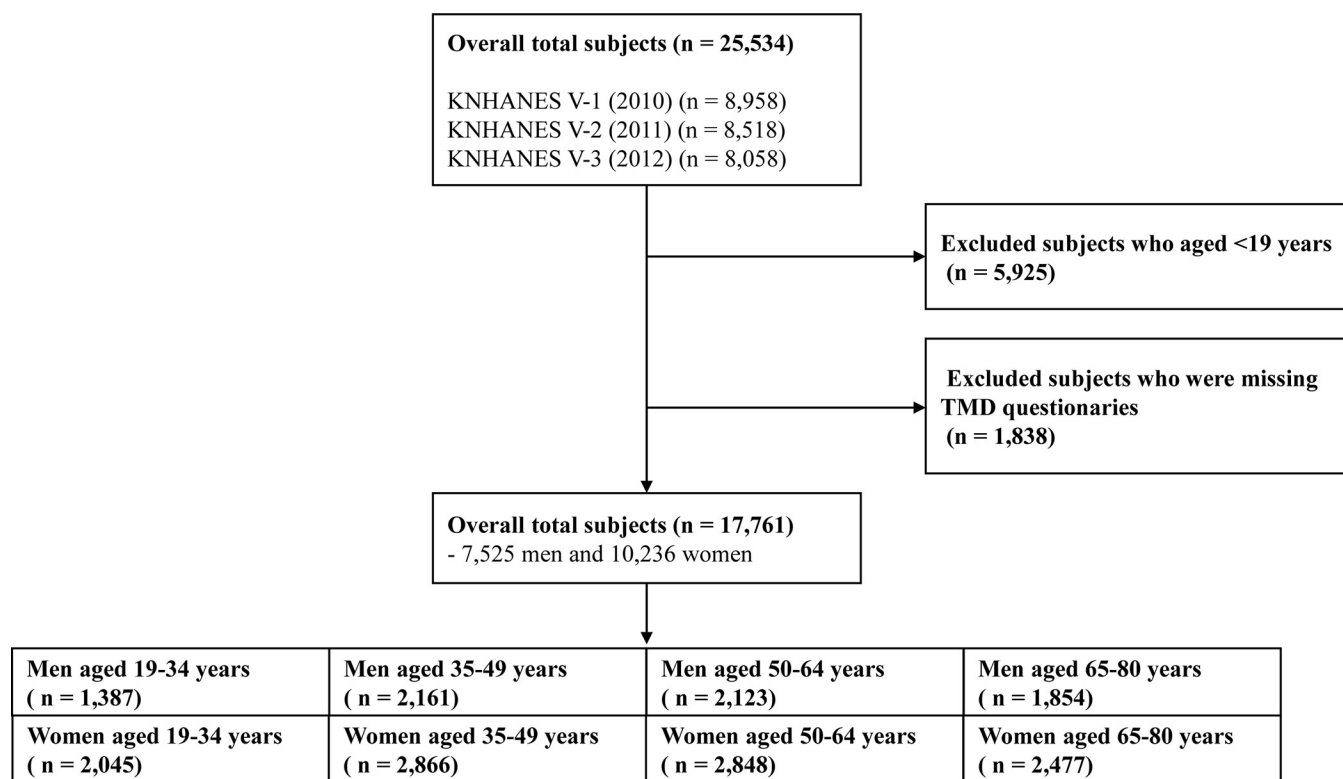 Overall total subjects (n = 25,534)
KNHANES V-1 (2010) (n = 8,958)
KNHANES V-2 (2011) (n = 8,518)
KNHANES V-3 (2012) (n = 8,058)
Excluded subjects who aged <19 years
(n = 5,925)
Excluded subjects who were missing
TMD questionaries
(n = 1,838)
Overall total subjects (n = 17,761)
- 7,525 men and 10,236 women
Men aged 19-34 years
( n = 1,387)
Men aged 35-49 years
( n = 2,161)
Men aged 50-64 years
( n = 2,123)
Men aged 65-80 years
( n = 1,854)
Women aged 19-34 years
( n = 2,045)
Women aged 35-49 years
( n = 2,866)
Women aged 50-64 years
( n = 2,848)
Women aged 65-80 years
( n = 2,477)